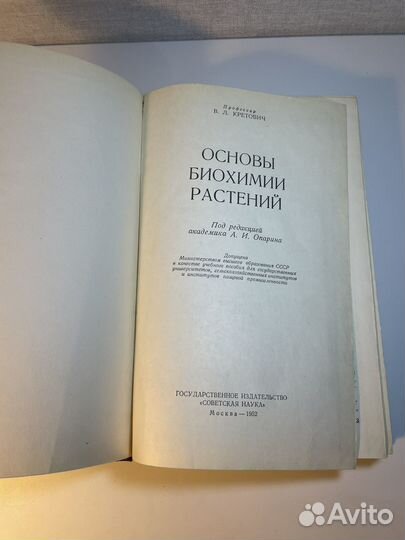 Профессор
В. Л. КРЕТОВИЧ
ОСНОВЫ
БИОХИМИИ
РАСТЕНИЙ
Под редакцией
академика А. И. Опарина
Допущено
Министерством высшего образования СССР
в качестве учебного пособия для государственных
университетов, сельскохозяйственных институтов
и институтов пищевой промышленности
ГОСУДАРСТВЕННОЕ ИЗДАТЕЛЬСТВО
«СОВЕТСКАЯ НАУКА»
Москва — 1952
Avito